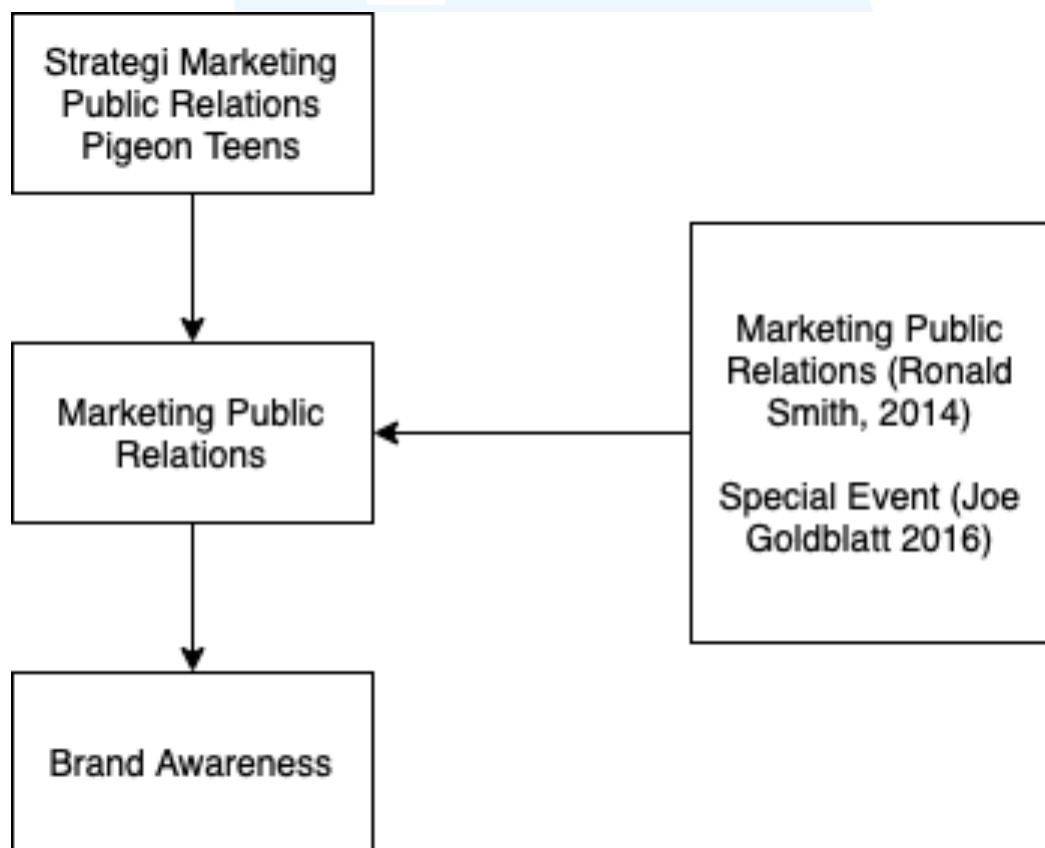 Strategi Marketing
Public Relations
Pigeon Teens
Marketing Public
Relations
Marketing Public
Relations (Ronald
Smith, 2014)
Special Event (Joe
Goldblatt 2016)
Brand Awareness